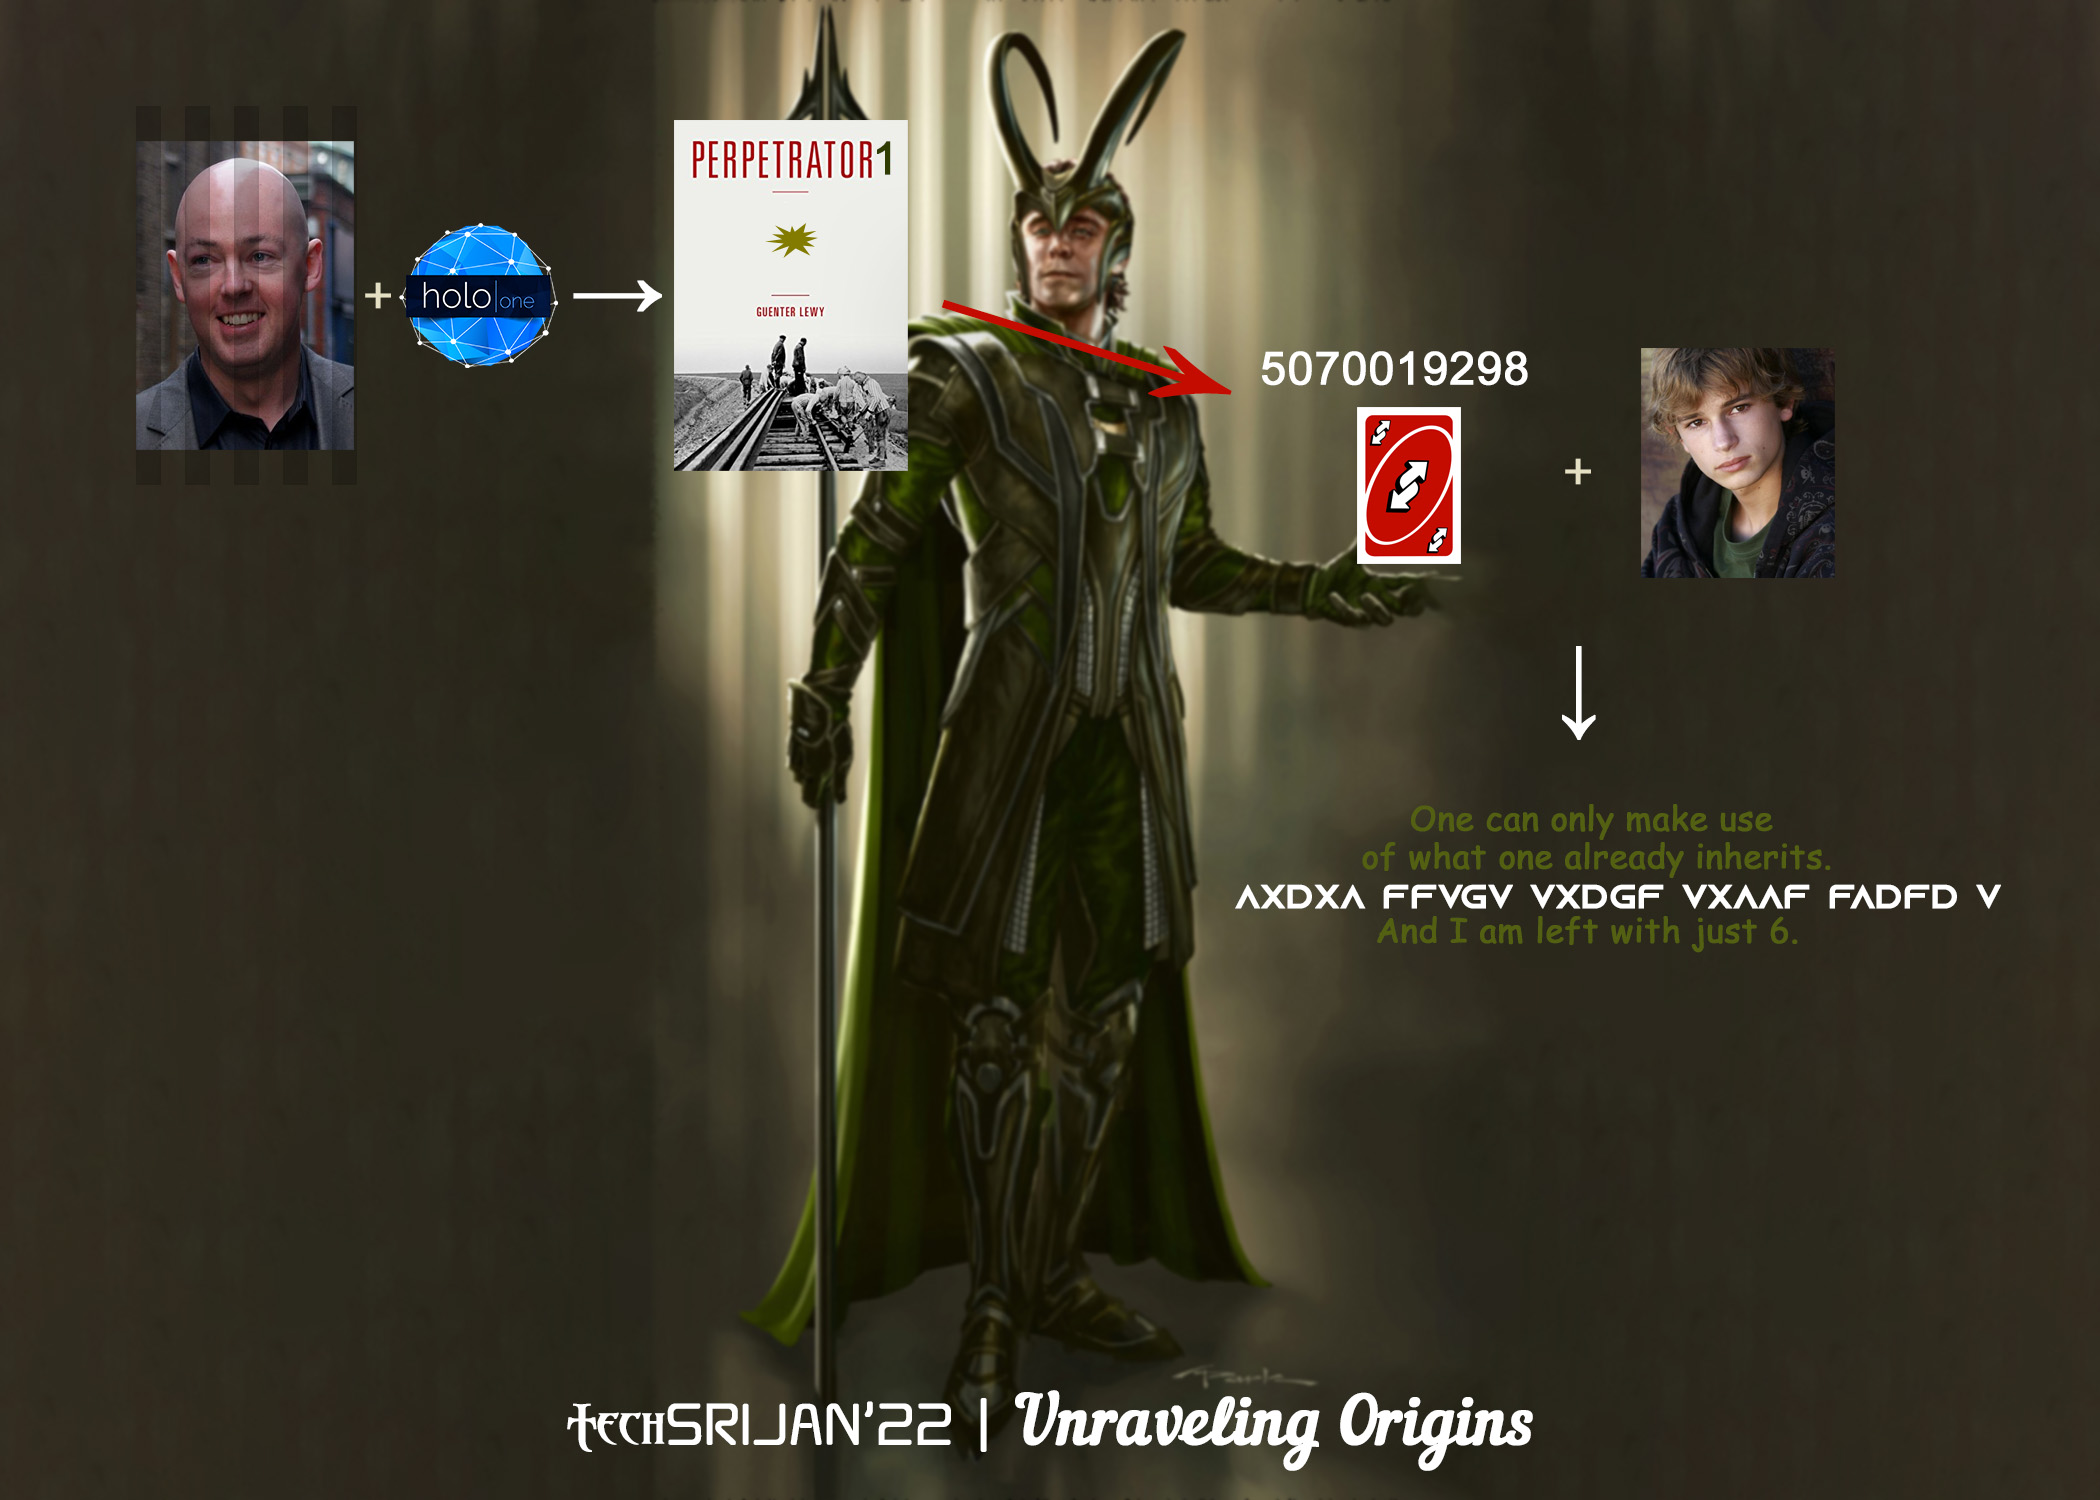 holo|one
PERPETRATOR1
GUENTER LEWY
5070019298
One can only make use
of what one already inherits.
AXDXA FFVGV VXDGF VXAAF FADFD V
And I am left with just 6.
TECHSRIJAN'22 | Unraveling Origins